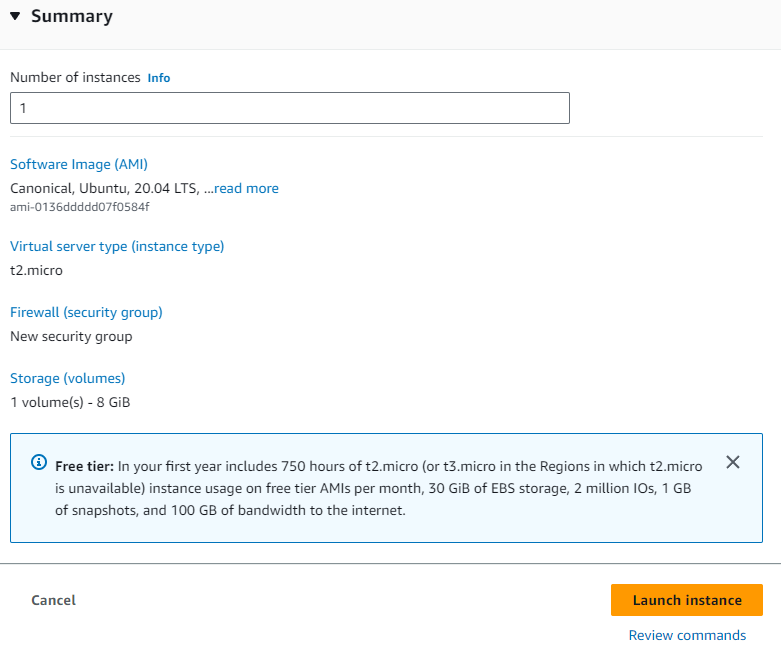 Summary
Number of instances Info
1
Software Image (AMI)
Canonical, Ubuntu, 20.04 LTS, ...read more
ami-0136ddddd07f0584f
Virtual server type (instance type)
t2.micro
Firewall (security group)
New security group
Storage (volumes)
1 volume(s) - 8 GiB
Free tier: In your first year includes 750 hours of t2.micro (or t3.micro in the Regions in which t2.micro
is unavailable) instance usage on free tier AMIs per month, 30 GiB of EBS storage, 2 million IOs, 1 GB
of snapshots, and 100 GB of bandwidth to the internet.
Cancel
Launch instance
Review commands